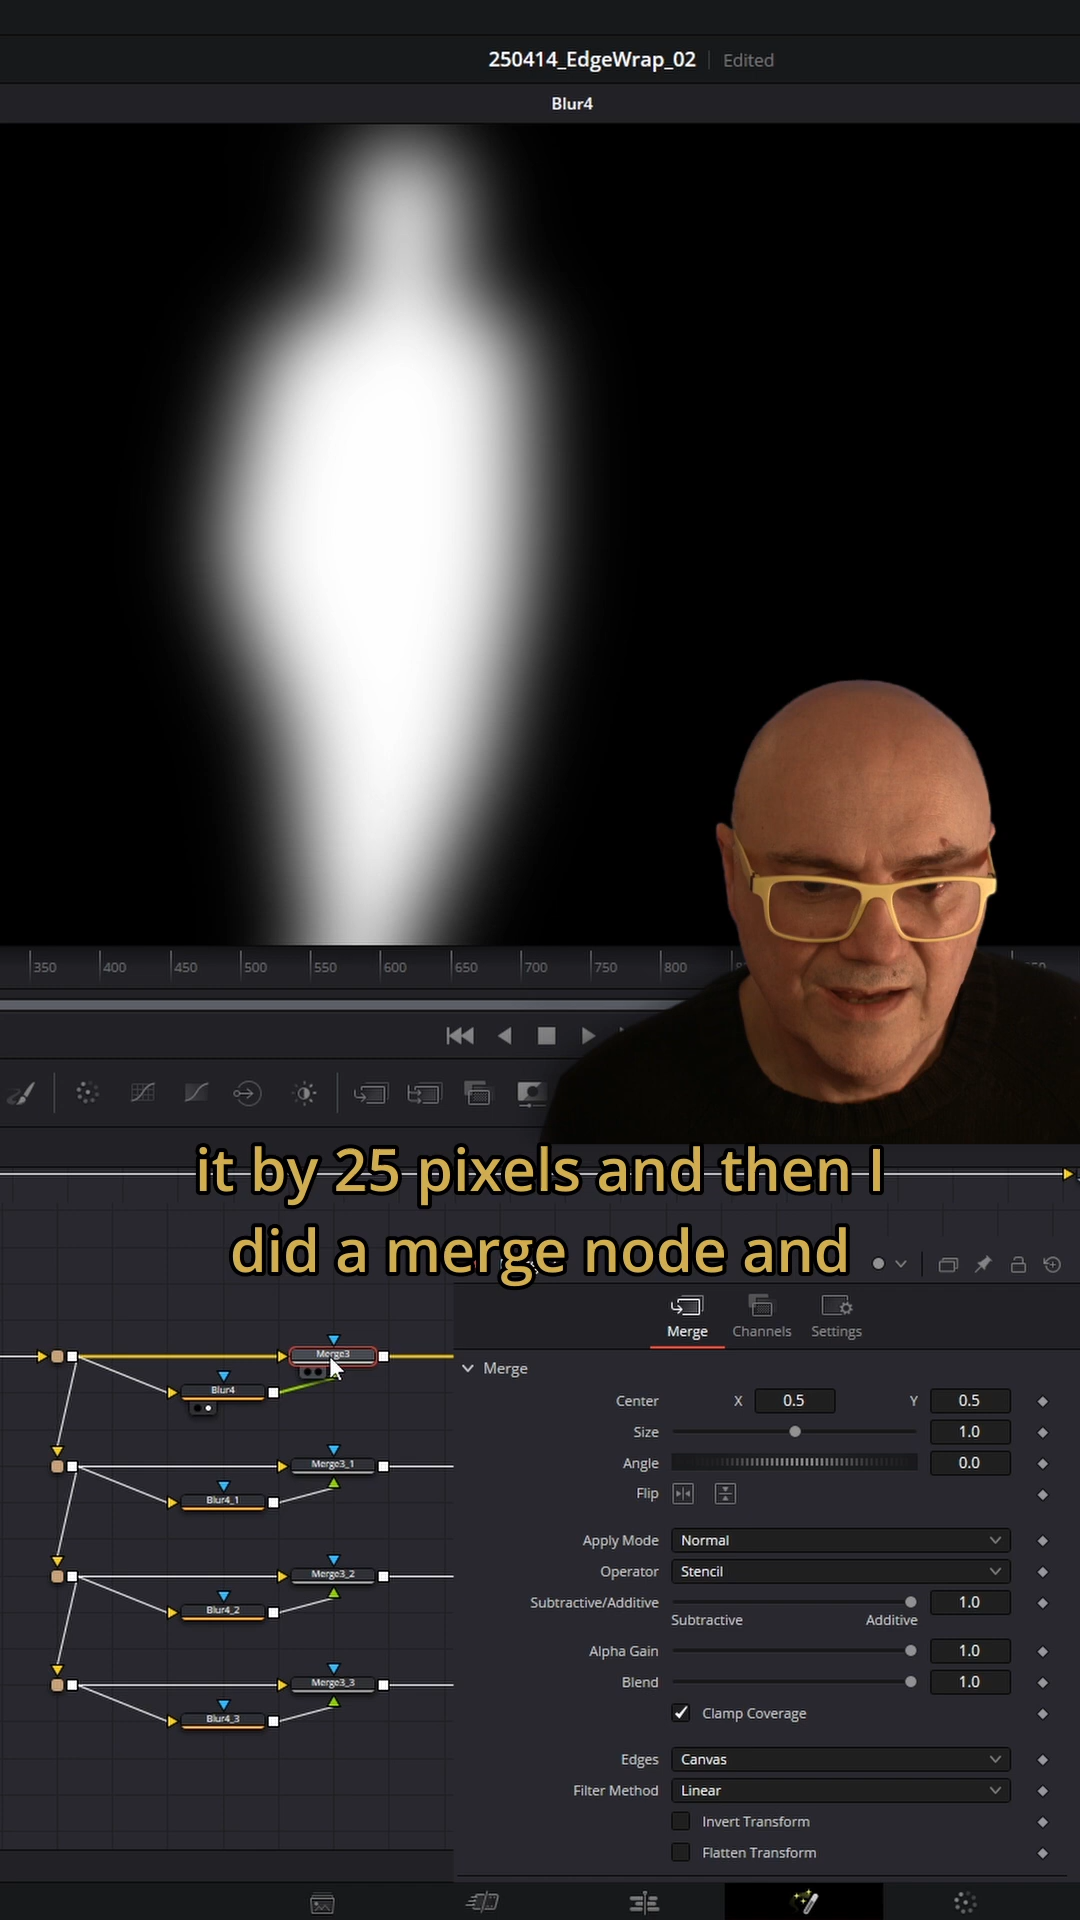 250414_EdgeWrap_02 Edited
Blur4
350 400 450 500 550 600 650 700 750 800
it by 25 pixels and then I
did a merge node and
Merge Channels Settings
Merge
Center X 0.5 Y 0.5
Size 1.0
Angle 0.0
Flip
Apply Mode Normal
Operator Stencil
Subtractive/Additive 1.0
Subtractive Additive
Alpha Gain 1.0
Blend 1.0
Clamp Coverage
Edges Canvas
Filter Method Linear
Invert Transform
Flatten Transform
Merge3
Blur4
Merge3_1
Blur4_1
Merge3_2
Blur4_2
Merge3_3
Blur4_3